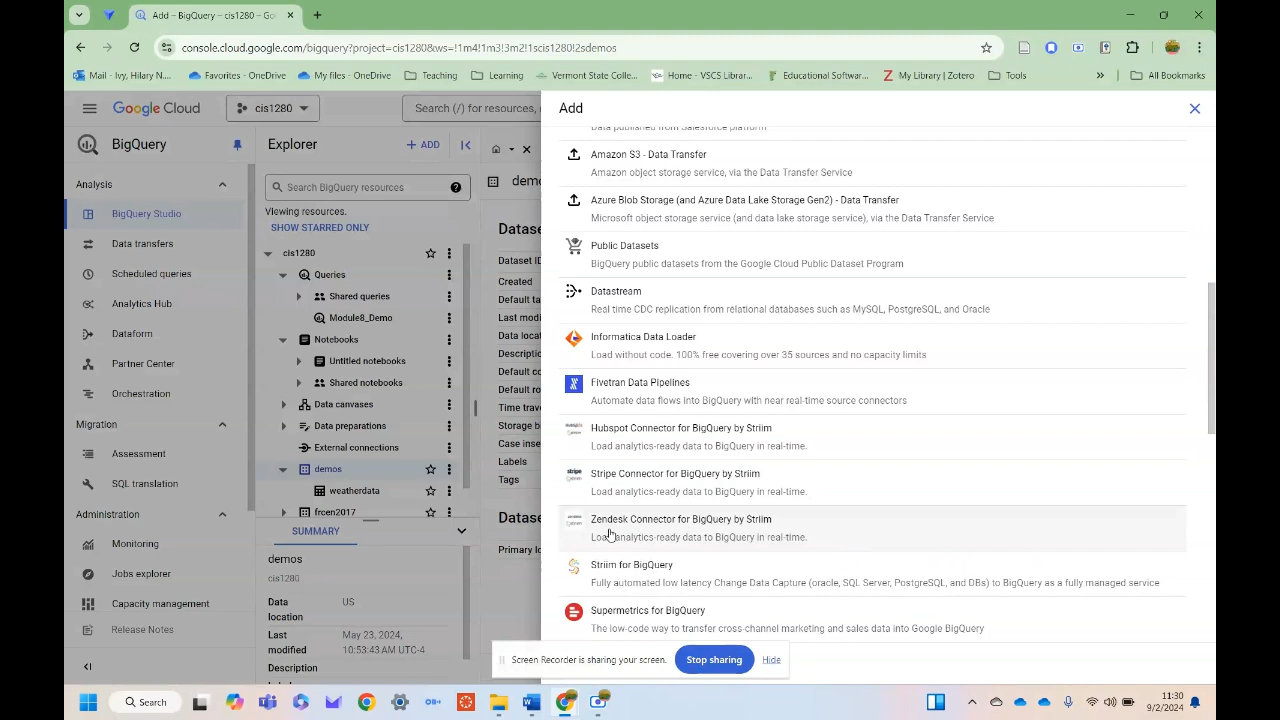 Add – BigQuery – cis1280 – Go
console.cloud.google.com/bigquery?project=cis1280&ws=!1m4!1m3!3m2!1scis1280!2sdemos
Mail - Ivy, Hilary N...
Favorites - OneDrive
My files - OneDrive
Teaching
Learning
Vermont State Colle...
Home - VSCS Librar...
Educational Softwar...
My Library | Zotero
Tools
All Bookmarks
Google Cloud
cis1280
Search (/) for resources,
BigQuery
Analysis
BigQuery Studio
Data transfers
Scheduled queries
Analytics Hub
Dataform
Partner Center
Orchestration
Migration
Assessment
SQL translation
Administration
Monitoring
Jobs explorer
Capacity management
Release Notes
Explorer
+ ADD
Search BigQuery resources
Viewing resources.
SHOW STARRED ONLY
cis1280
Queries
Shared queries
Module8_Demo
Notebooks
Untitled notebooks
Shared notebooks
Data canvases
Data preparations
External connections
demos
weatherdata
frcen2017
SUMMARY
demos
cis1280
Data location
US
Last modified
May 23, 2024, 10:53:43 AM UTC-4
Description
dem
Datase
Dataset ID
Created
Default ta
Last modi
Data locat
Descriptio
Default co
Default ro
Time trave
Storage b
Case inse
Labels
Tags
Datase
Primary lo
Add
Data published from Salesforce platform
Amazon S3 - Data Transfer
Amazon object storage service, via the Data Transfer Service
Azure Blob Storage (and Azure Data Lake Storage Gen2) - Data Transfer
Microsoft object storage service (and data lake storage service), via the Data Transfer Service
Public Datasets
BigQuery public datasets from the Google Cloud Public Dataset Program
Datastream
Real time CDC replication from relational databases such as MySQL, PostgreSQL, and Oracle
Informatica Data Loader
Load without code. 100% free covering over 35 sources and no capacity limits
Fivetran Data Pipelines
Automate data flows into BigQuery with near real-time source connectors
Hubspot Connector for BigQuery by Striim
Load analytics-ready data to BigQuery in real-time.
Stripe Connector for BigQuery by Striim
Load analytics-ready data to BigQuery in real-time.
Zendesk Connector for BigQuery by Striim
Load analytics-ready data to BigQuery in real-time.
Striim for BigQuery
Fully automated low latency Change Data Capture (oracle, SQL Server, PostgreSQL, and DBs) to BigQuery as a fully managed service
Supermetrics for BigQuery
The low-code way to transfer cross-channel marketing and sales data into Google BigQuery
Screen Recorder is sharing your screen.
Stop sharing
Hide
Search
11:30
9/2/2024